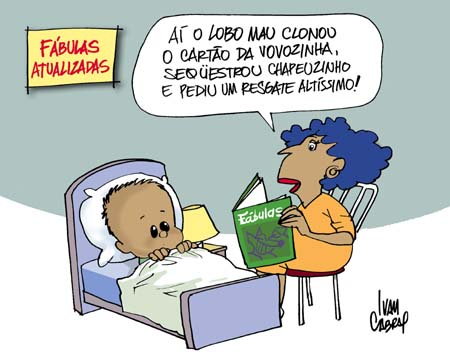 FÁBULAS
ATUALIZADAS
AÍ O LOBO MAU CLONOU
O CARTÃO DA VOVOZINHA,
SEQÜESTROU CHAPEUZINHO
E PEDIU UM RESGATE ALTÍSSIMO!
Fábulas
IVAN
CABRAL